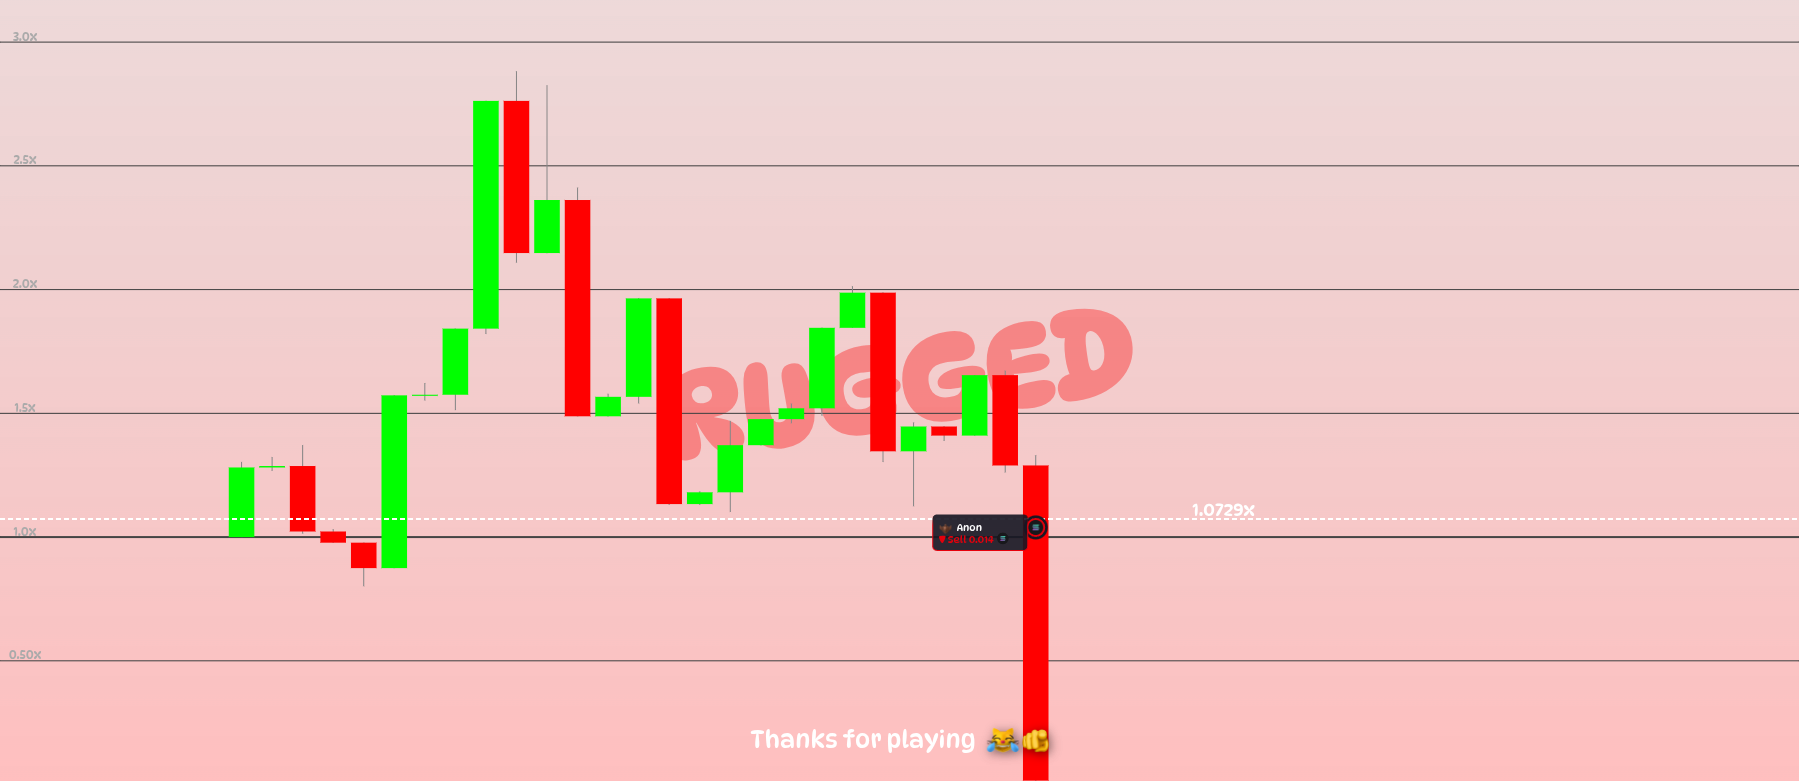 3.0x
2.5x
2.0x
RUGGED
1.5x
1.0729x
1.0x
Anon
Sell 0.014
0.50x
Thanks for playing 😹🫵